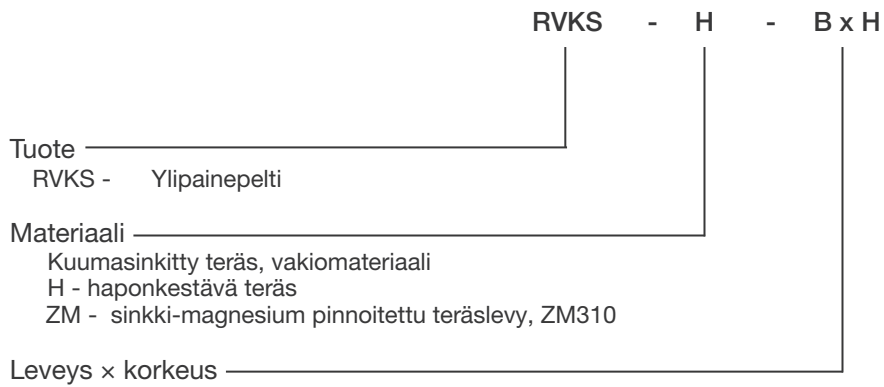 RVKS - H - B x H
Tuote
RVKS - Ylipainepelti
Materiaali
Kuumasinkitty teräs, vakiomateriaali
H - haponkestävä teräs
ZM - sinkki-magnesium pinnoitettu teräslevy, ZM310
Leveys × korkeus